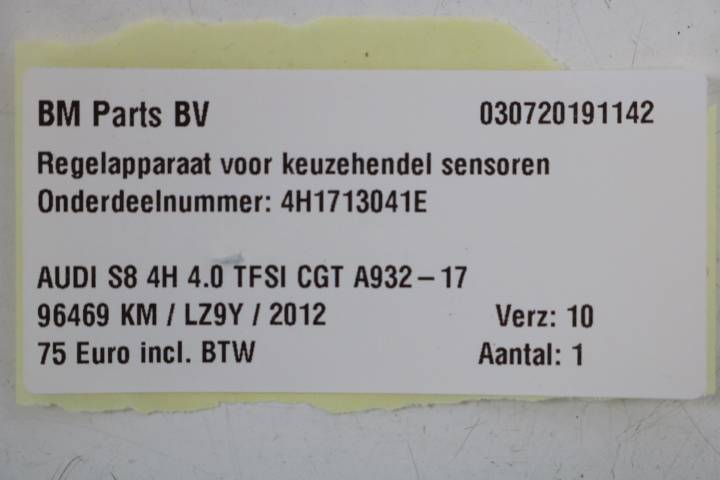 BM Parts BV 030720191142
Regelapparaat voor keuzehendel sensoren
Onderdeelnummer: 4H1713041E
AUDI S8 4H 4.0 TFSI CGT A932-17
96469 KM / LZ9Y / 2012 Verz: 10
75 Euro incl. BTW Aantal: 1